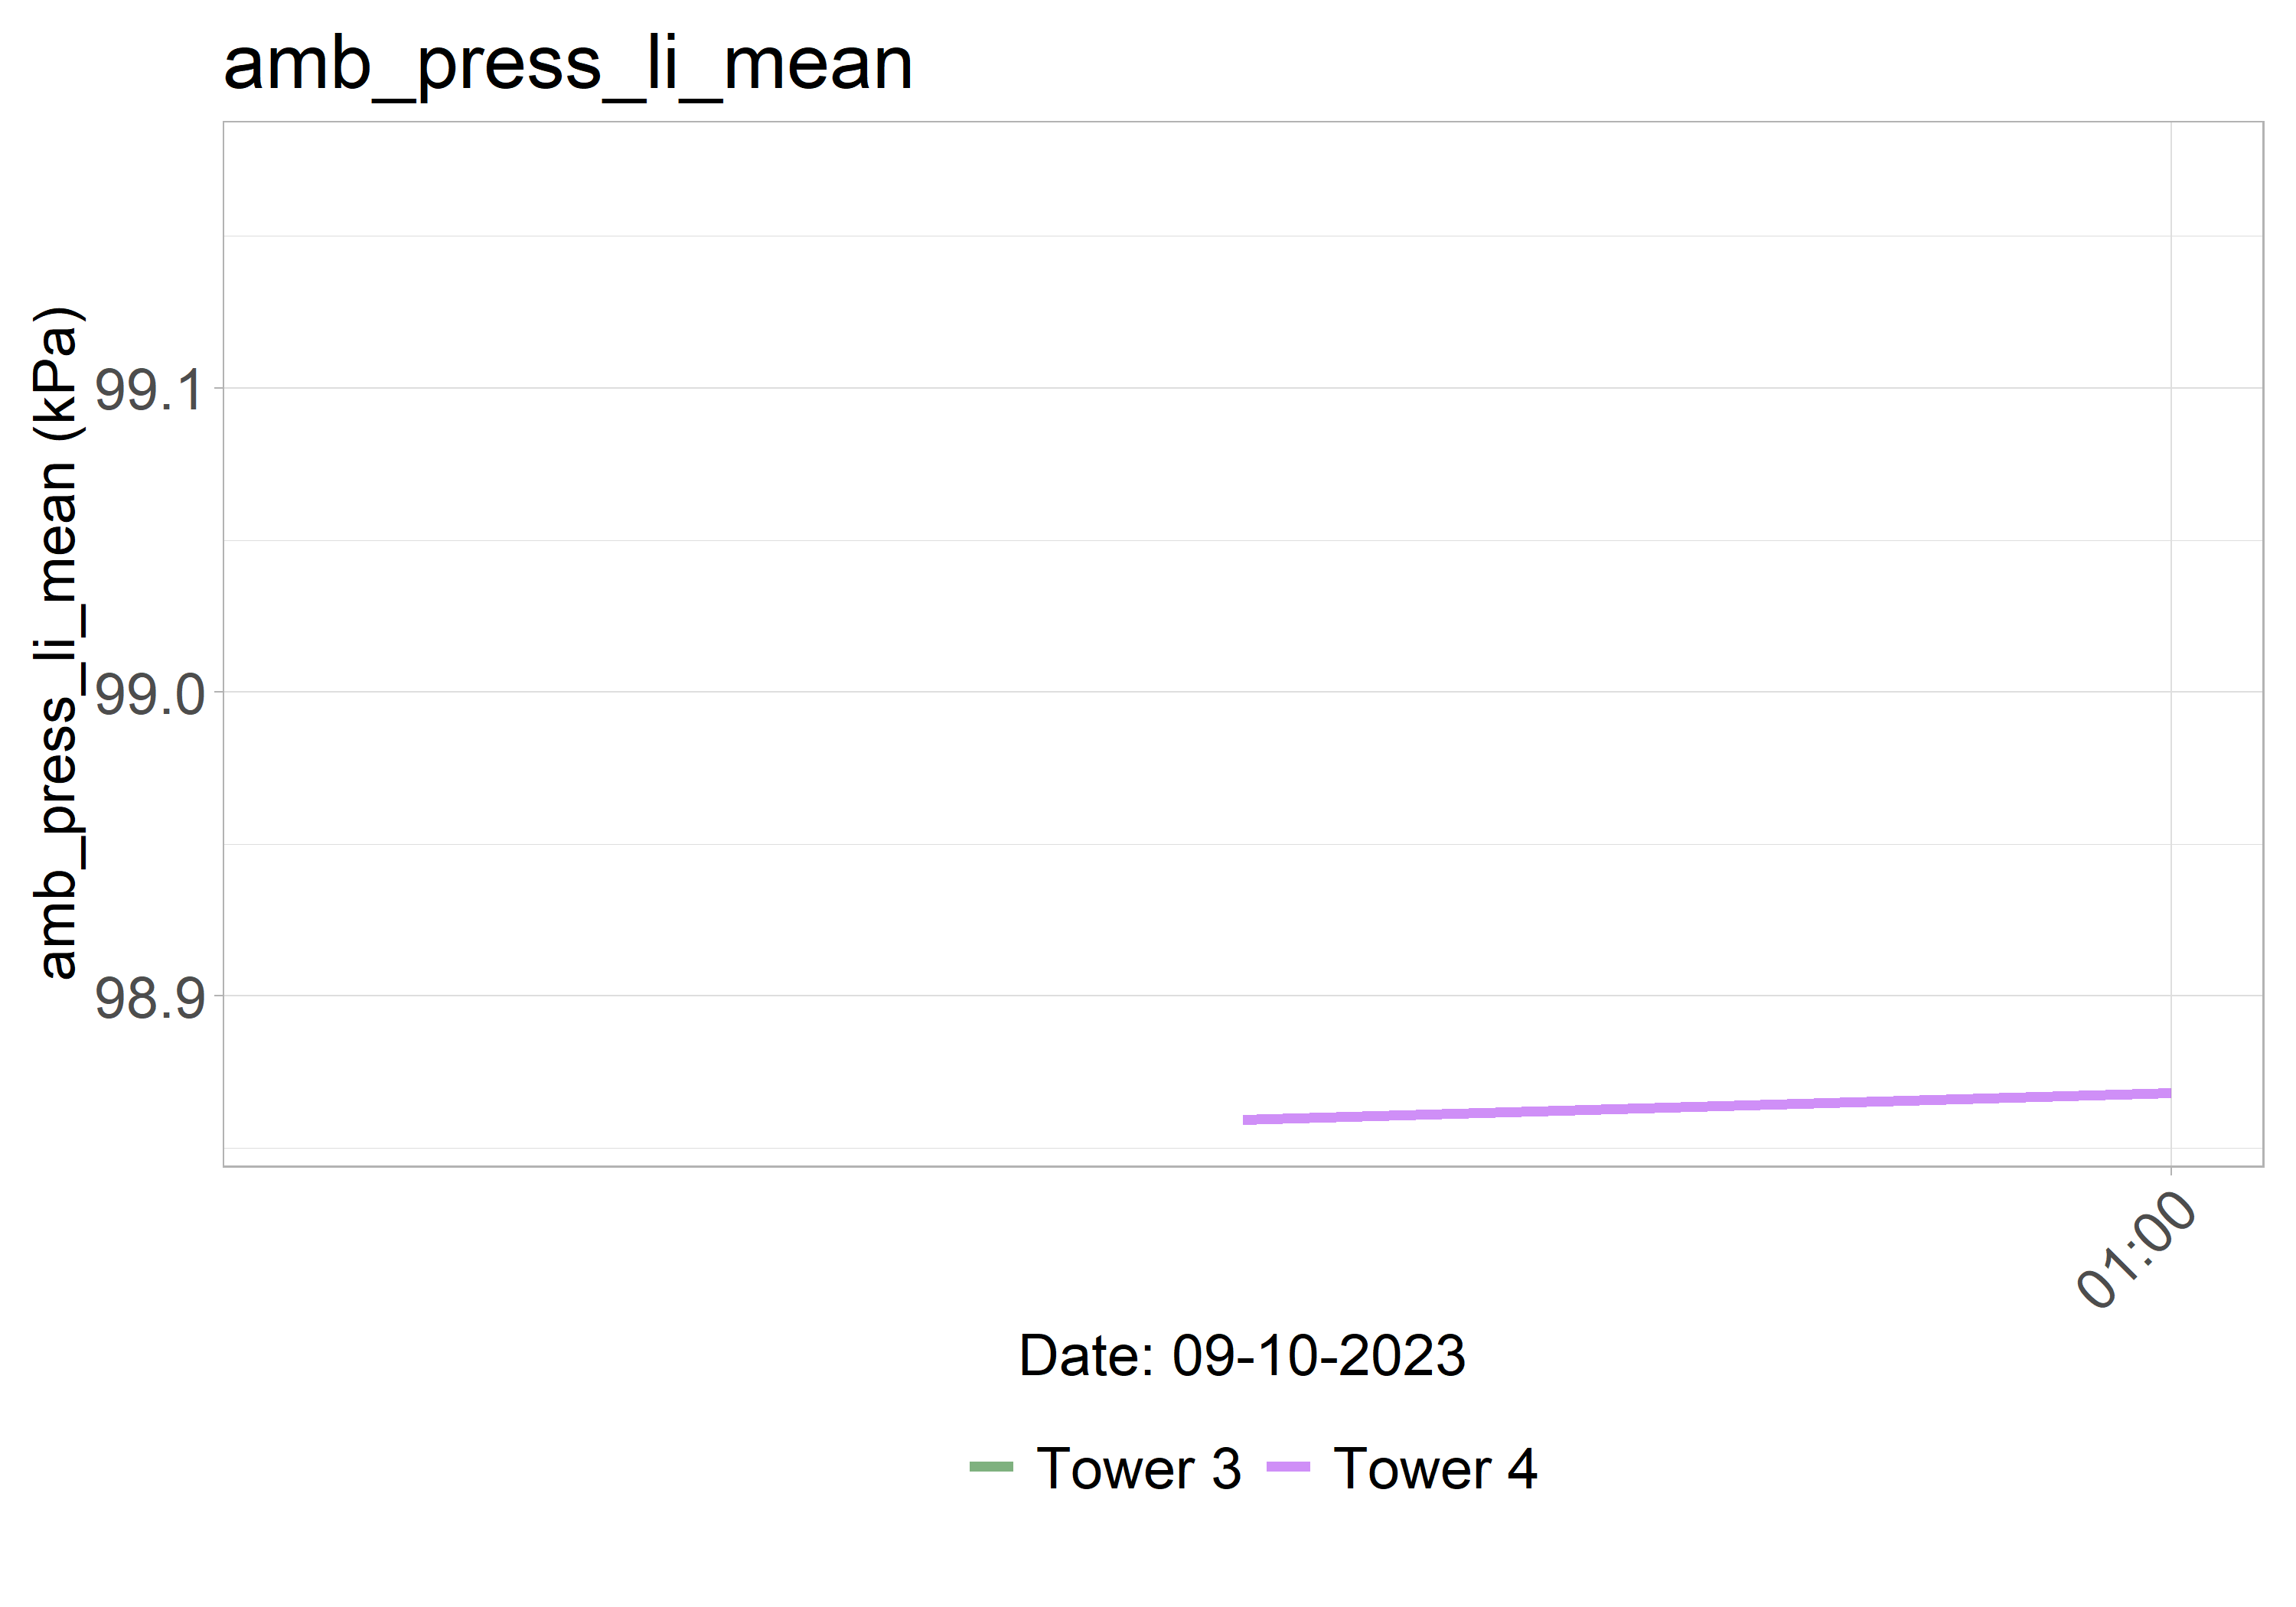 amb_press_li_mean
amb_press_li_mean (kPa)
99.1
99.0
98.9
01:00
Date: 09-10-2023
Tower 3 Tower 4